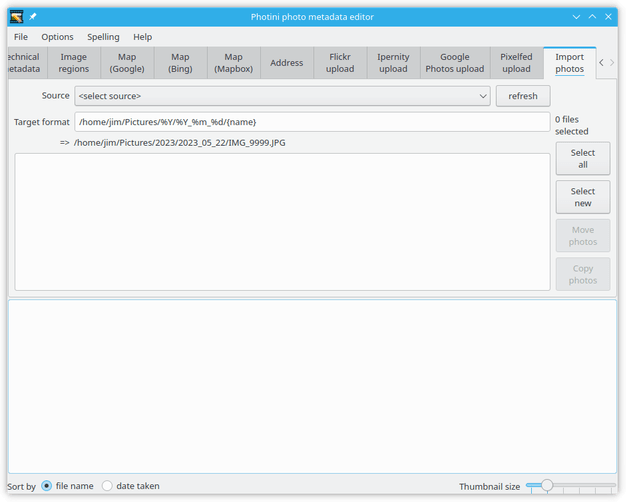 Photini photo metadata editor
File Options Spelling Help
echnical Image Map Map Map Address Flickr Ipernity Google Pixelfed Import
etadata regions (Google) (Bing) (Mapbox) upload upload Photos upload upload photos
Source <select source> refresh
Target format /home/jim/Pictures/%Y/%Y_%m_%d/{name} 0 files
selected
=> /home/jim/Pictures/2023/2023_05_22/IMG_9999.JPG
Select
all
Select
new
Move
photos
Copy
photos
Sort by file name date taken Thumbnail size